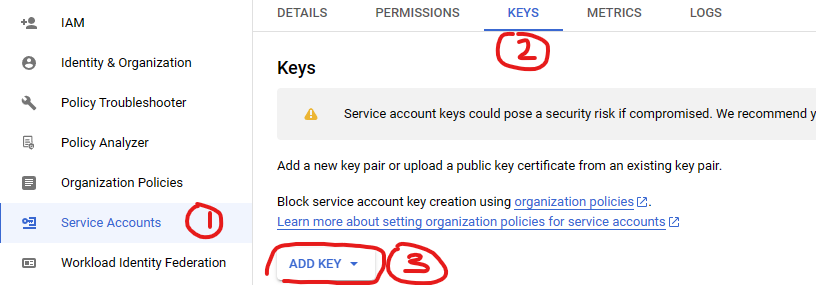 IAM
Identity & Organization
Policy Troubleshooter
Policy Analyzer
Organization Policies
Service Accounts 1
Workload Identity Federation
DETAILS PERMISSIONS KEYS METRICS LOGS
2
Keys
Service account keys could pose a security risk if compromised. We recommend y
Add a new key pair or upload a public key certificate from an existing key pair.
Block service account key creation using organization policies.
Learn more about setting organization policies for service accounts
ADD KEY 3